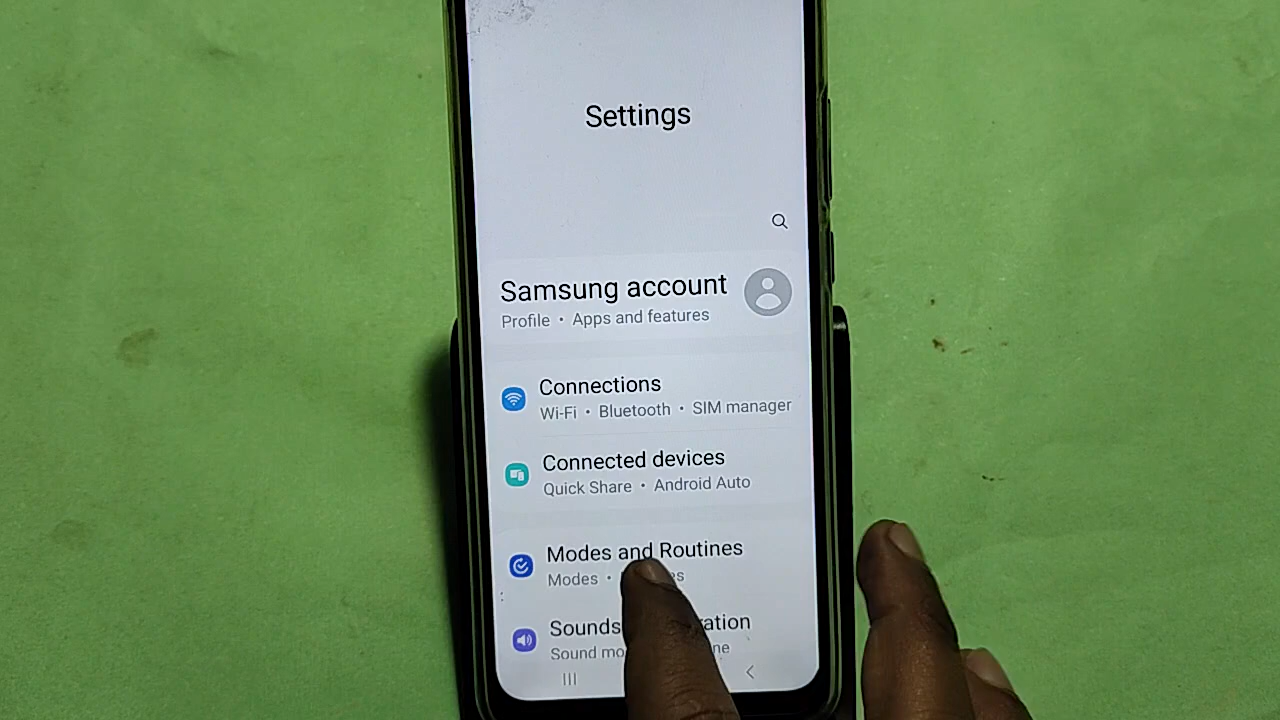 Settings
Samsung account
Profile • Apps and features
Connections
Wi-Fi • Bluetooth • SIM manager
Connected devices
Quick Share • Android Auto
Modes and Routines
Modes •
Sounds
Sound